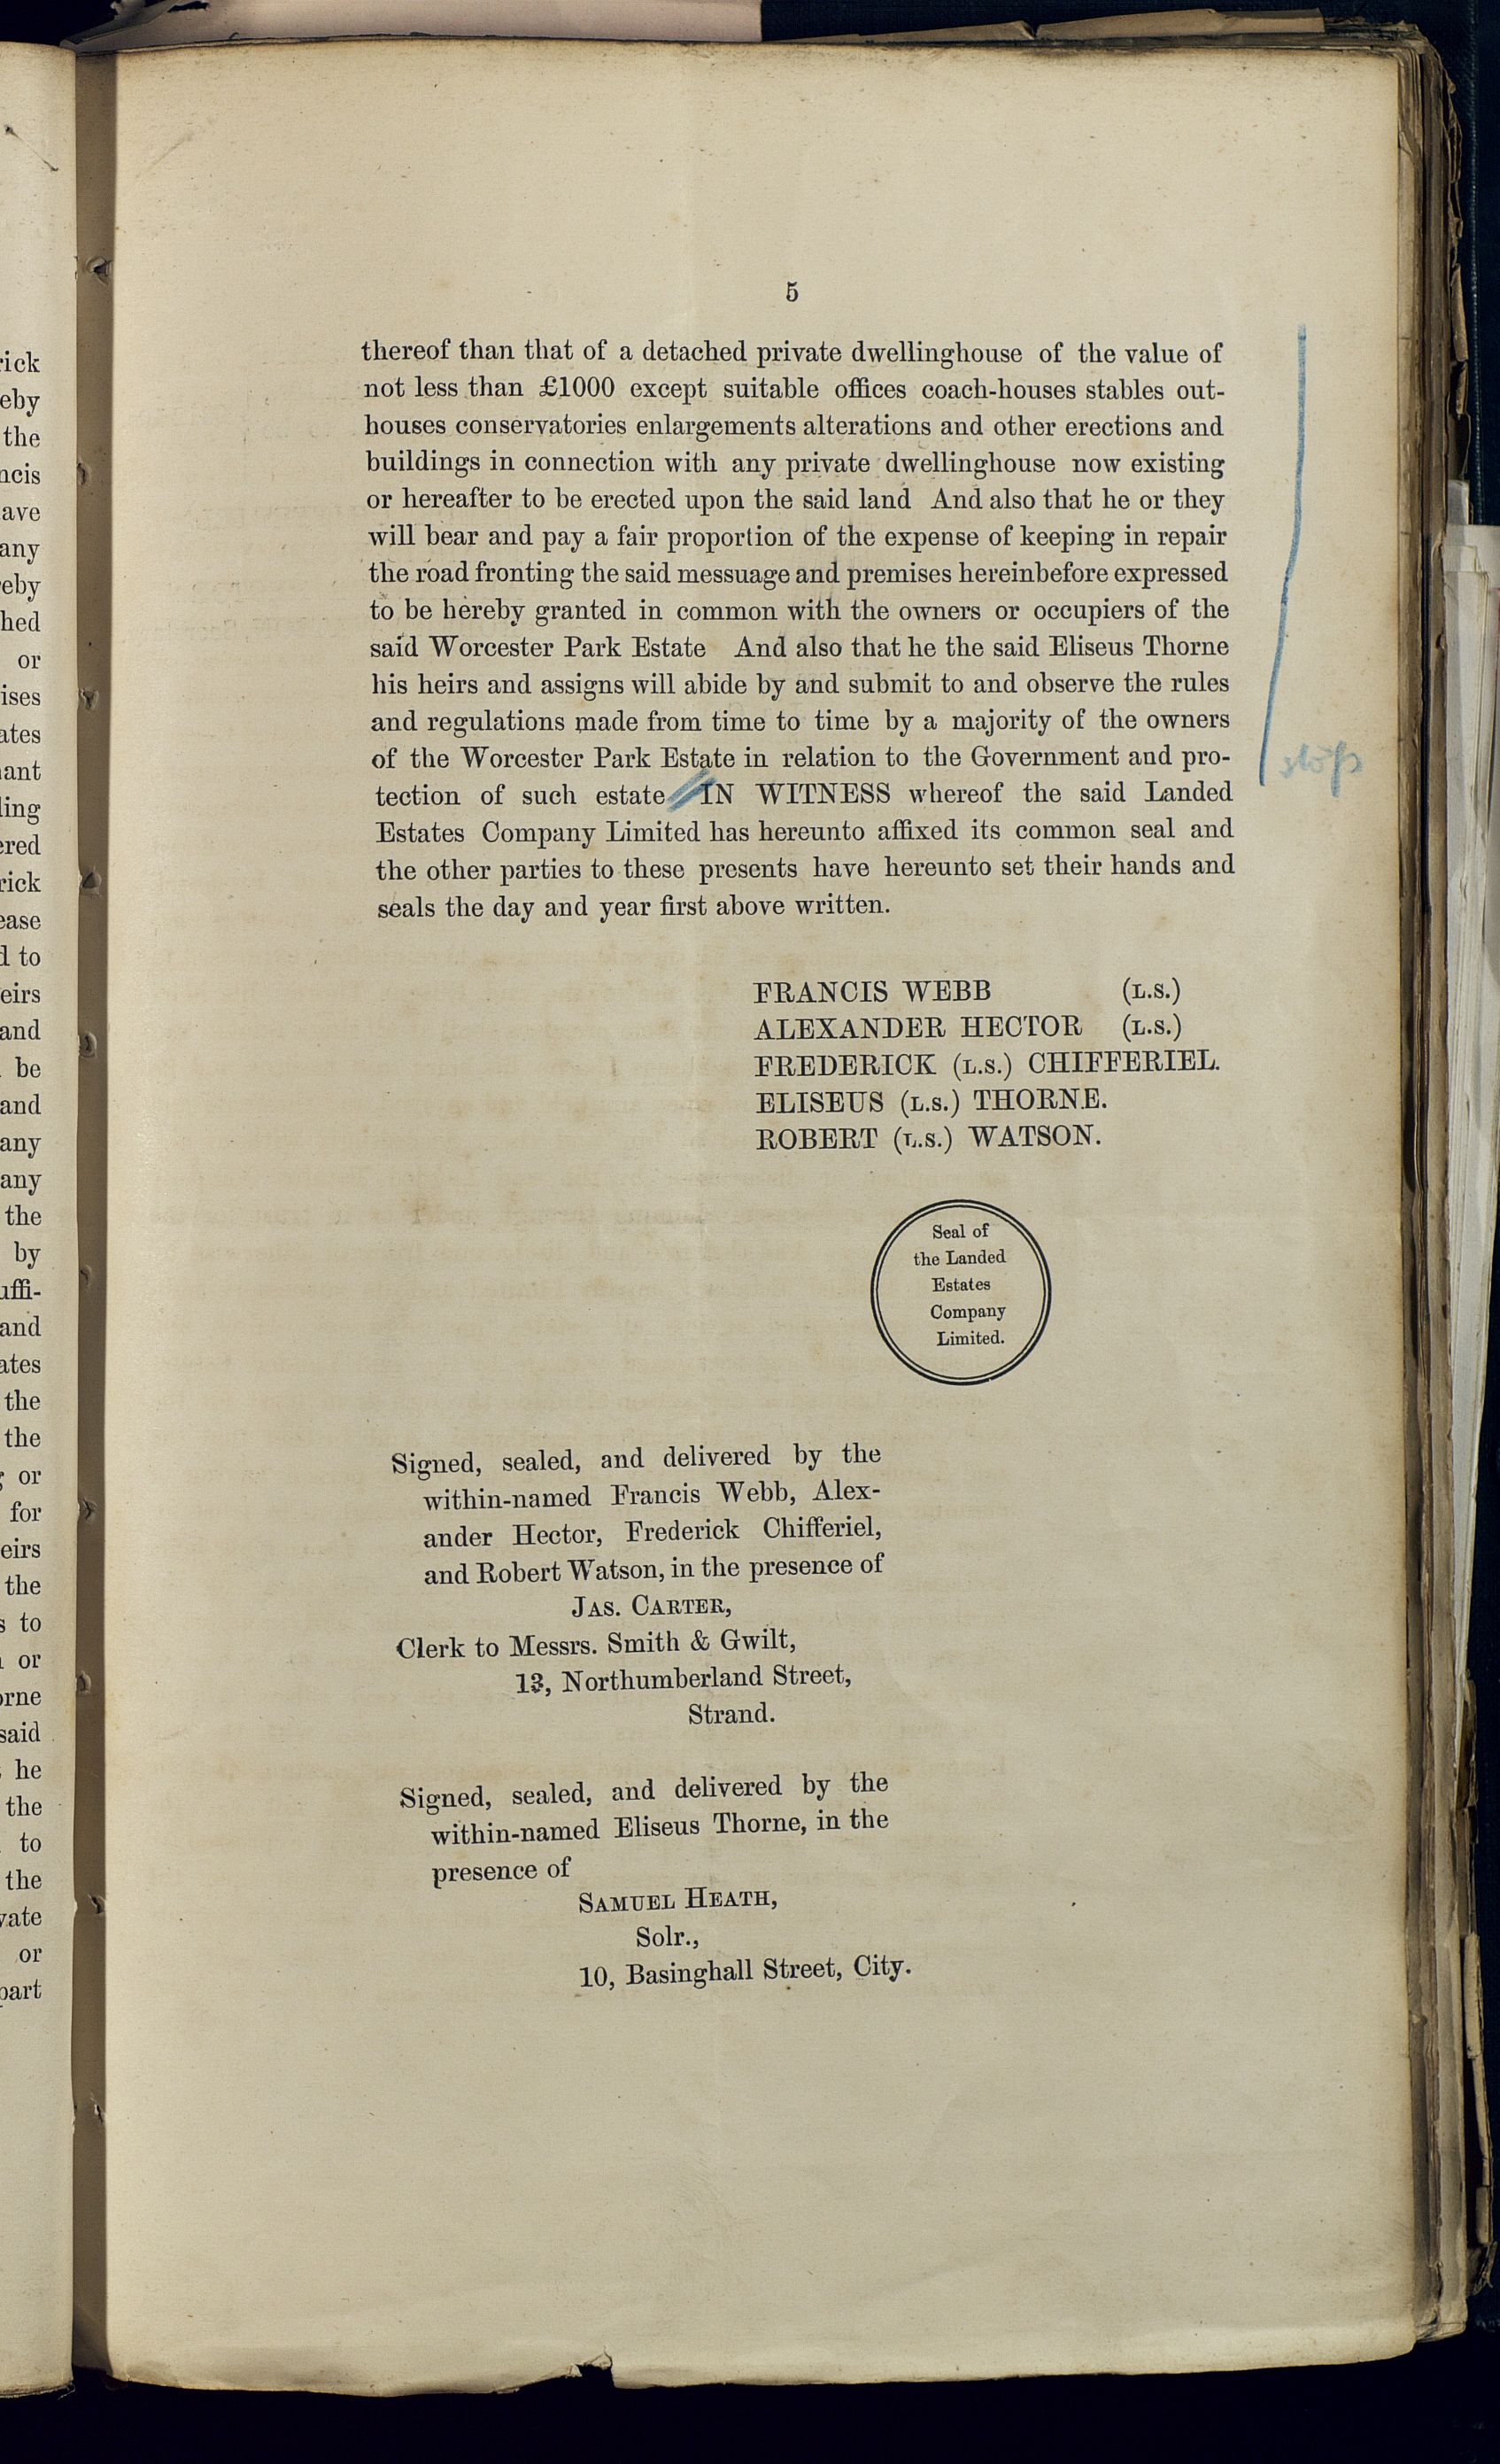 5
thereof than that of a detached private dwellinghouse of the value of
not less than £1000 except suitable offices coach-houses stables out-
houses conservatories enlargements alterations and other erections and
buildings in connection with any private dwellinghouse now existing
or hereafter to be erected upon the said land And also that he or they
will bear and pay a fair proportion of the expense of keeping in repair
the road fronting the said messuage and premises hereinbefore expressed
to be hereby granted in common with the owners or occupiers of the
said Worcester Park Estate And also that he the said Eliseus Thorne
his heirs and assigns will abide by and submit to and observe the rules
and regulations made from time to time by a majority of the owners
of the Worcester Park Estate in relation to the Government and pro-
tection of such estate IN WITNESS whereof the said Landed
Estates Company Limited has hereunto affixed its common seal and
the other parties to these presents have hereunto set their hands and
seals the day and year first above written.
FRANCIS WEBB (L.S.)
ALEXANDER HECTOR (L.S.)
FREDERICK (L.S.) CHIFFERIEL.
ELISEUS (L.S.) THORNE.
ROBERT (L.S.) WATSON.
Seal of
the Landed
Estates
Company
Limited.
Signed, sealed, and delivered by the
within-named Francis Webb, Alex-
ander Hector, Frederick Chifferiel,
and Robert Watson, in the presence of
JAS. CARTER,
Clerk to Messrs. Smith & Gwilt,
13, Northumberland Street,
Strand.
Signed, sealed, and delivered by the
within-named Eliseus Thorne, in the
presence of
SAMUEL HEATH,
Solr.,
10, Basinghall Street, City.